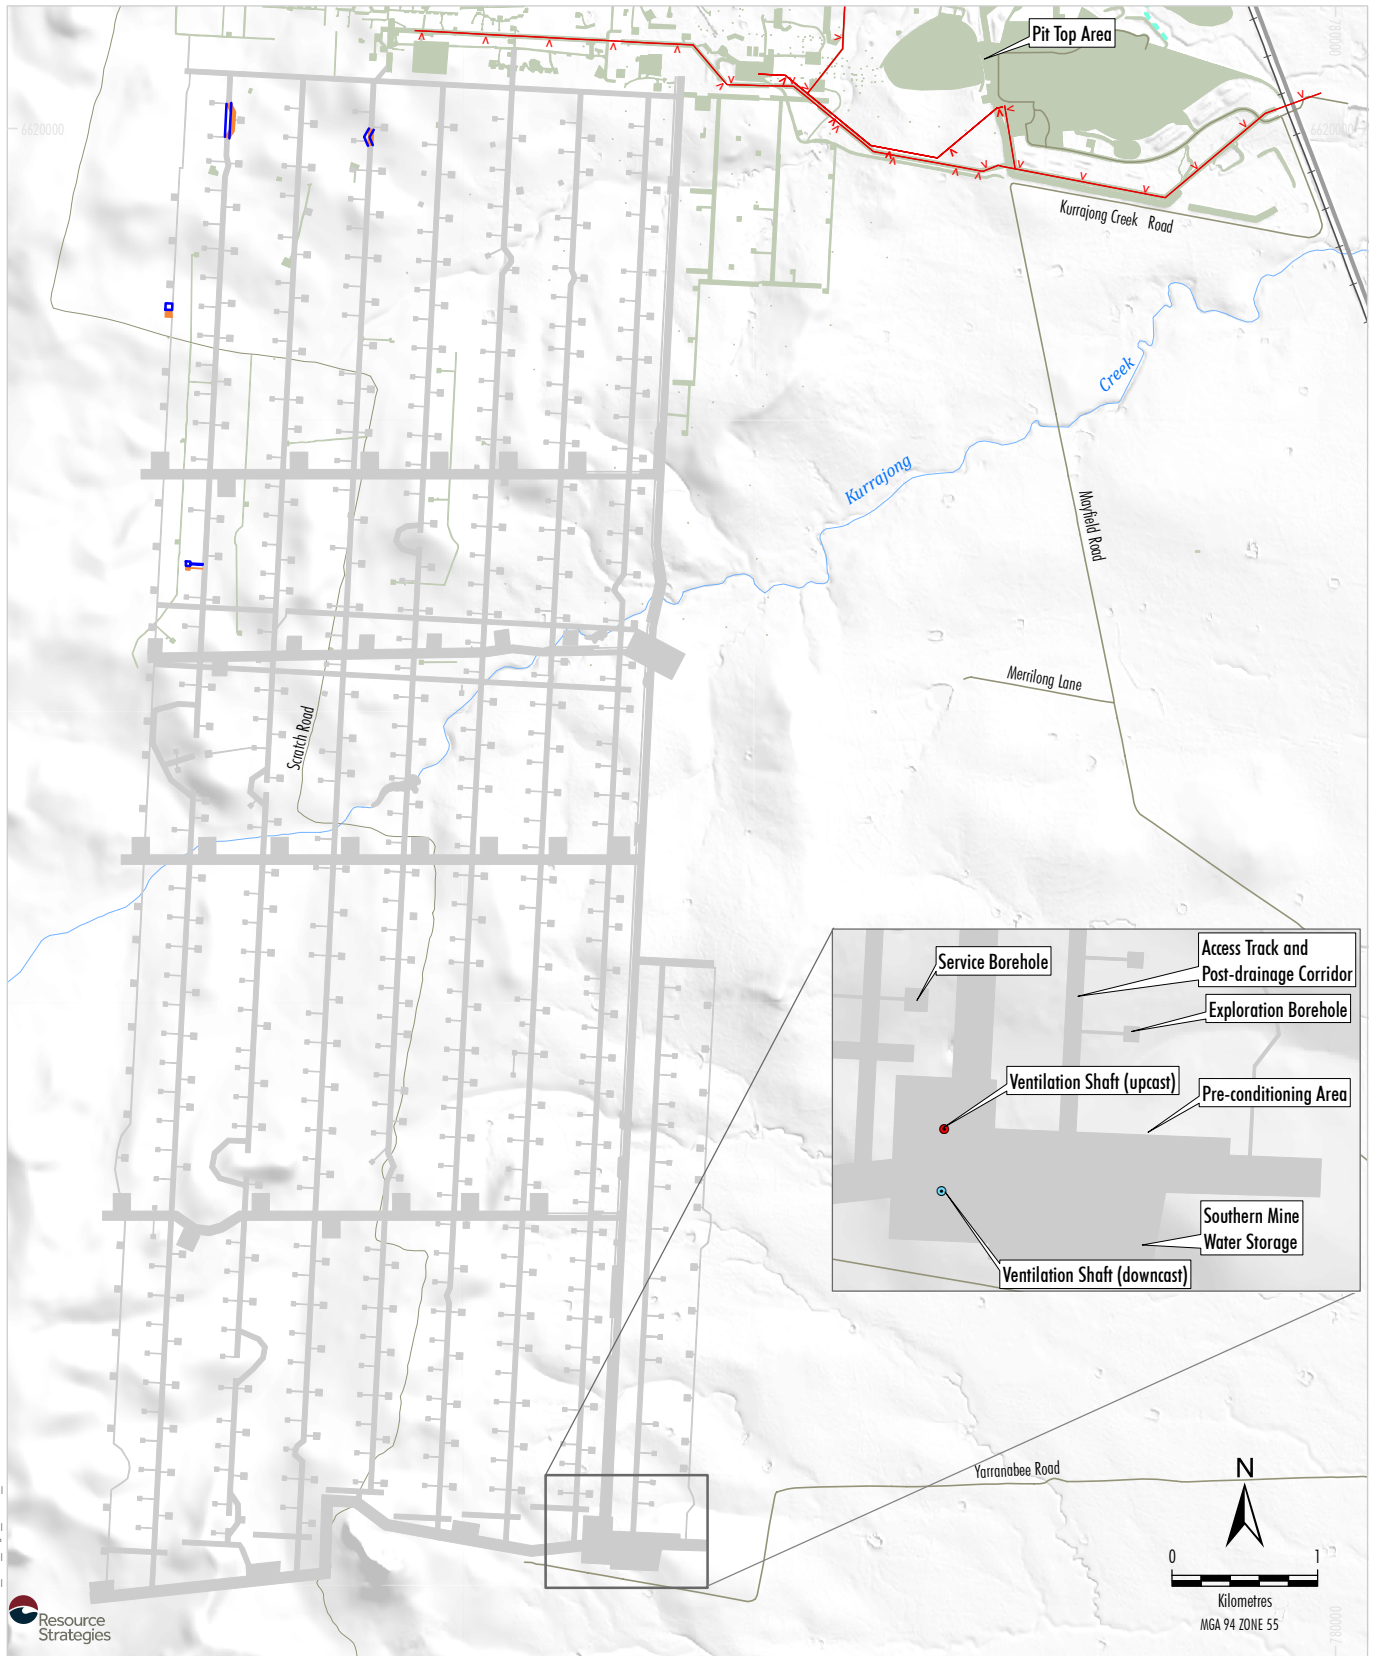 Pit Top Area
780000
6620000
6620000
Kurrajong Creek Road
Creek
Kurrajong
Mayfield Road
Merrilong Lane
Scratch Road
Service Borehole
Access Track and
Post-drainage Corridor
Exploration Borehole
Ventilation Shaft (upcast)
Pre-conditioning Area
Southern Mine
Water Storage
Ventilation Shaft (downcast)
Yarranabee Road
N
0 1
Kilometres
MGA 94 ZONE 55
780000
Resource
Strategies